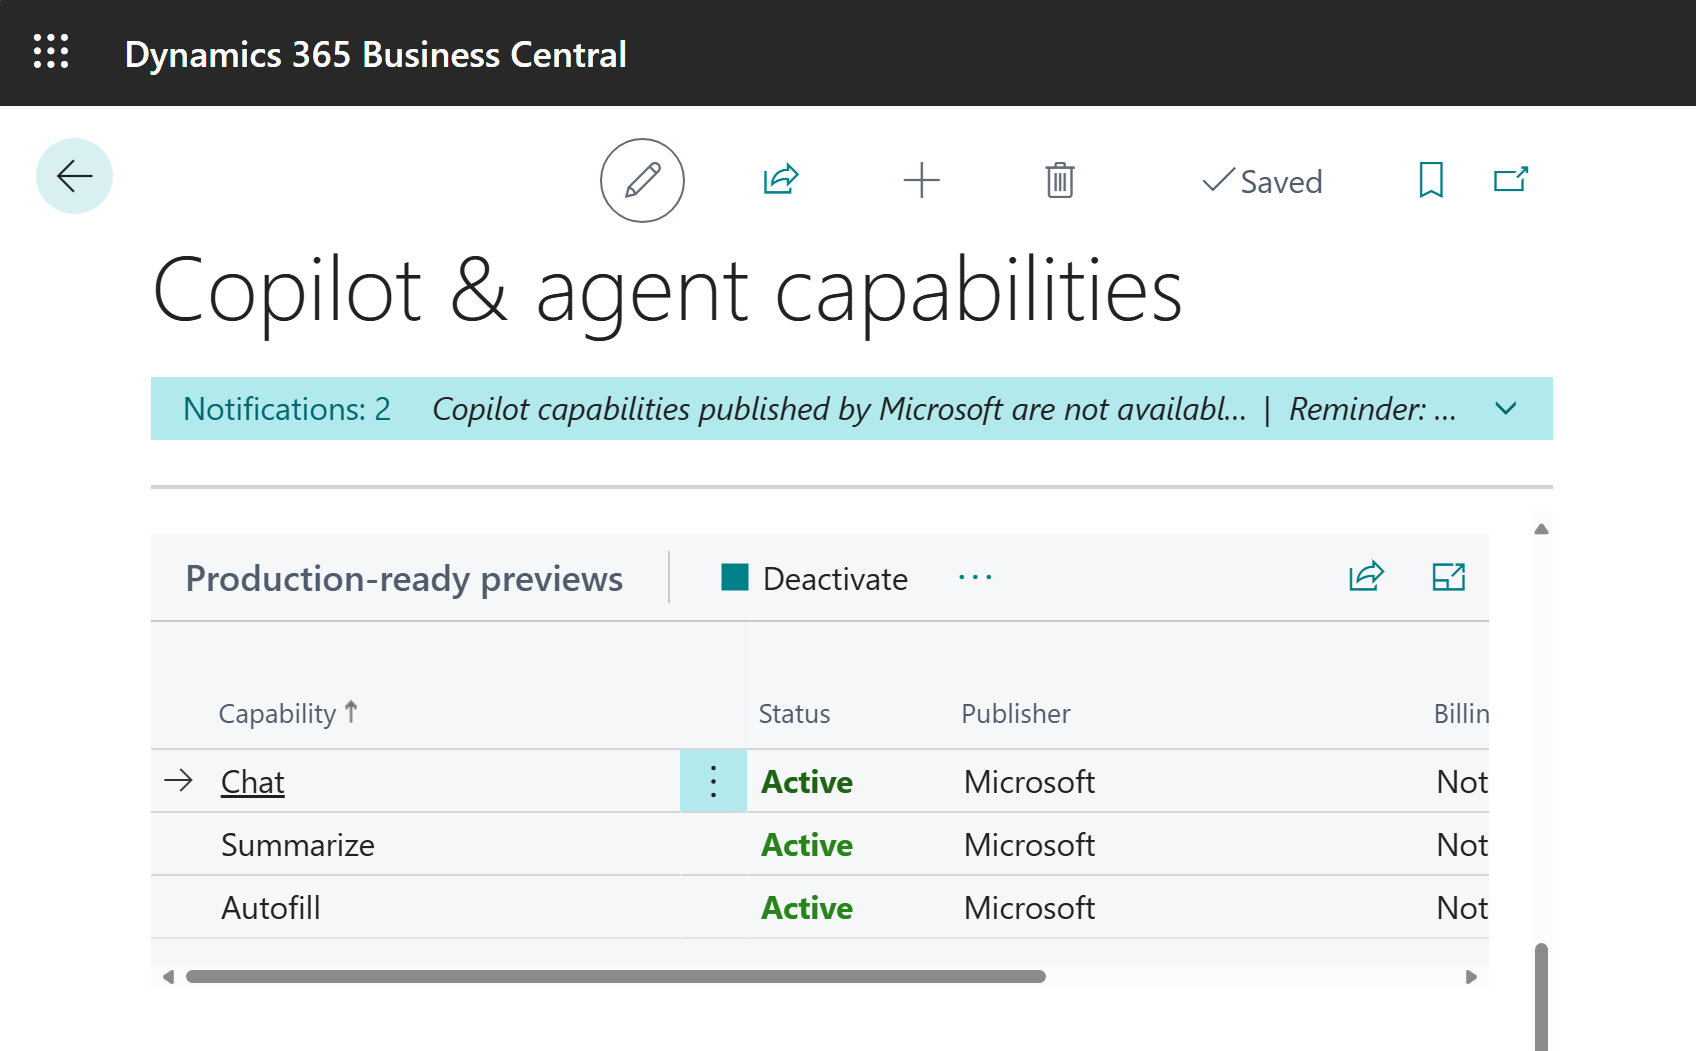 Dynamics 365 Business Central
Saved
Copilot & agent capabilities
Notifications: 2 Copilot capabilities published by Microsoft are not availabl... | Reminder: ...
Production-ready previews Deactivate ...
Capability ↑ Status Publisher Billin
Chat Active Microsoft Not
Summarize Active Microsoft Not
Autofill Active Microsoft Not